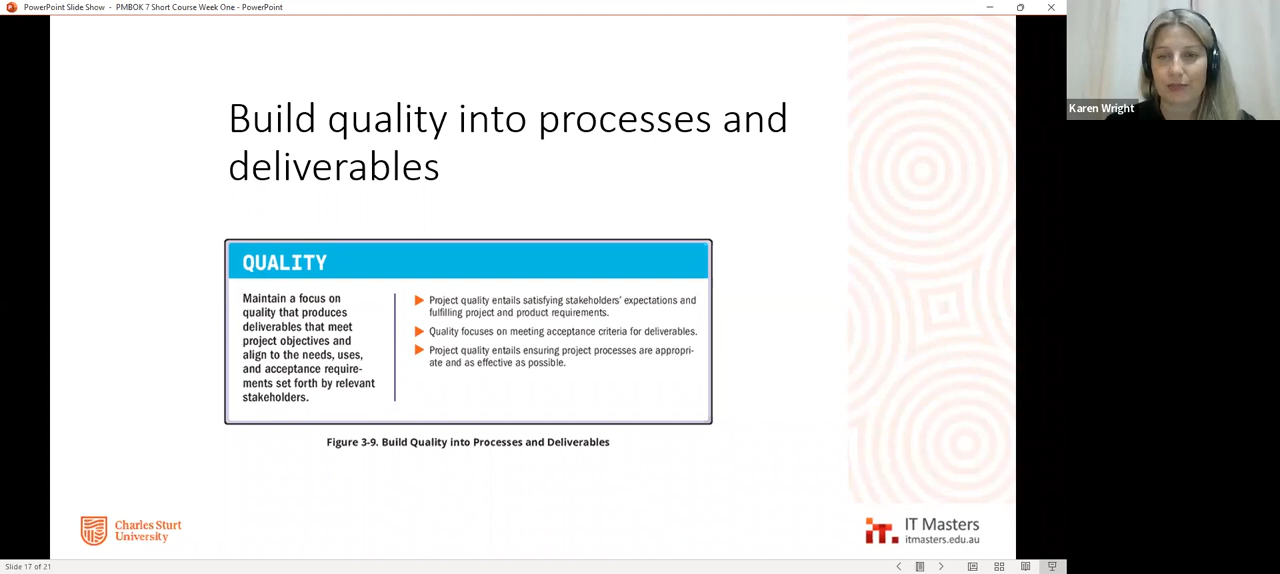 PowerPoint Slide Show - PMBOK 7 Short Course Week One - PowerPoint
Karen Wright
Build quality into processes and
deliverables
QUALITY
Maintain a focus on
quality that produces
deliverables that meet
project objectives and
align to the needs, uses,
and acceptance require-
ments set forth by relevant
stakeholders.
Project quality entails satisfying stakeholders’ expectations and
fulfilling project and product requirements.
Quality focuses on meeting acceptance criteria for deliverables.
Project quality entails ensuring project processes are appropri-
ate and as effective as possible.
Figure 3-9. Build Quality into Processes and Deliverables
Charles Sturt
University
iT.
IT Masters
itmasters.edu.au
Slide 17 of 21